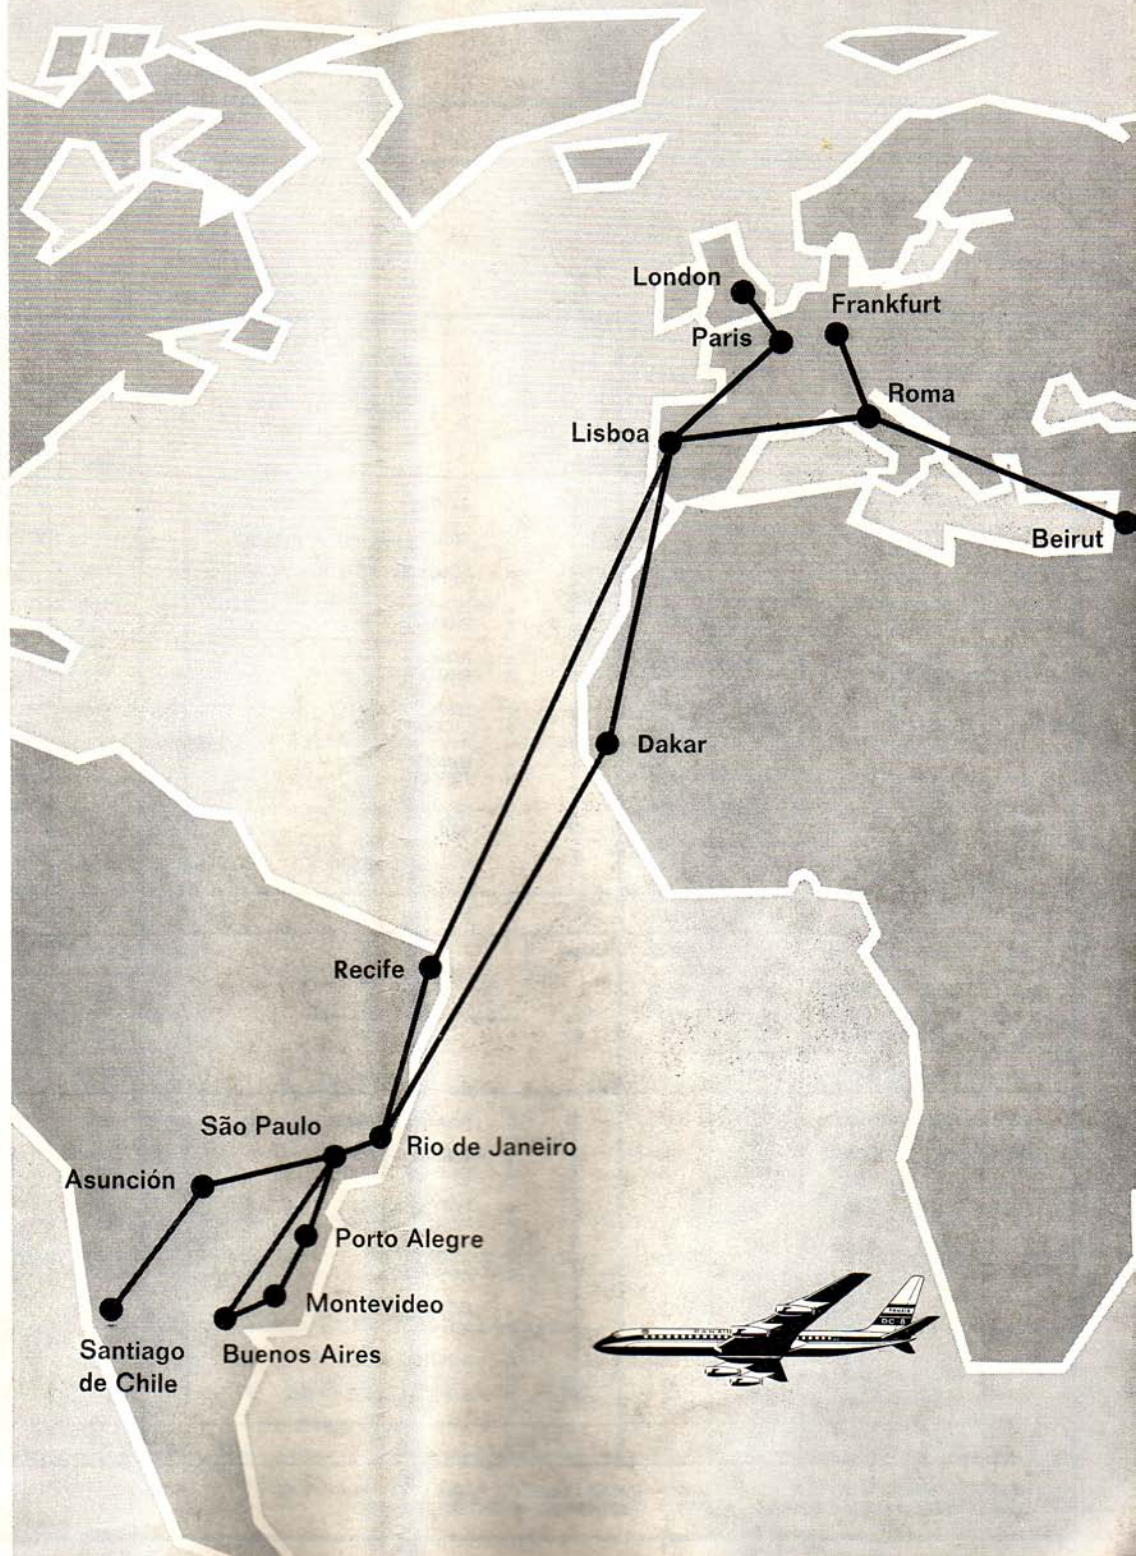 London
Frankfurt
Paris
Roma
Lisboa
Beirut
Dakar
Recife
São Paulo
Rio de Janeiro
Asunción
Porto Alegre
Montevideo
Santiago
de Chile
Buenos Aires
PANAIR
DC-8